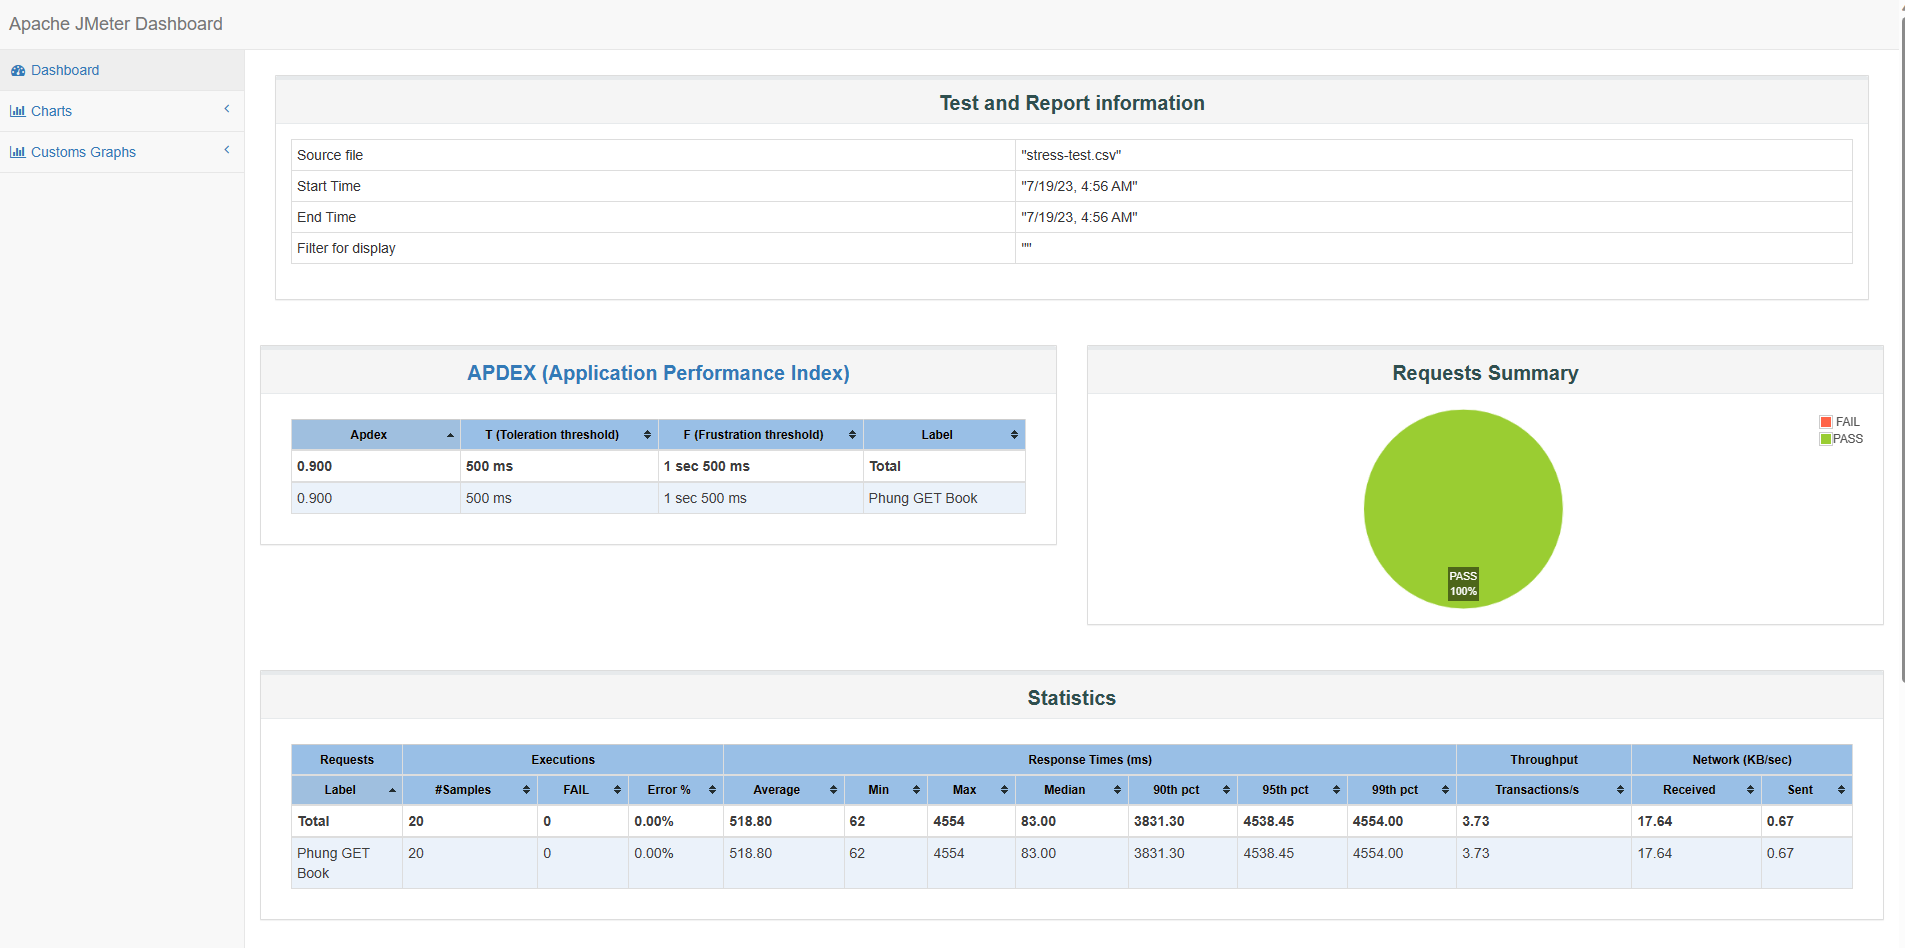 Apache JMeter Dashboard
Dashboard
Charts
Customs Graphs
Test and Report information
Source file "stress-test.csv"
Start Time "7/19/23, 4:56 AM"
End Time "7/19/23, 4:56 AM"
Filter for display ""
APDEX (Application Performance Index)
Apdex T (Toleration threshold) F (Frustration threshold) Label
0.900 500 ms 1 sec 500 ms Total
0.900 500 ms 1 sec 500 ms Phung GET Book
Requests Summary
FAIL
PASS
PASS
100%
Statistics
Requests Executions Response Times (ms) Throughput Network (KB/sec)
Label #Samples FAIL Error % Average Min Max Median 90th pct 95th pct 99th pct Transactions/s Received Sent
Total 20 0 0.00% 518.80 62 4554 83.00 3831.30 4538.45 4554.00 3.73 17.64 0.67
Phung GET Book 20 0 0.00% 518.80 62 4554 83.00 3831.30 4538.45 4554.00 3.73 17.64 0.67